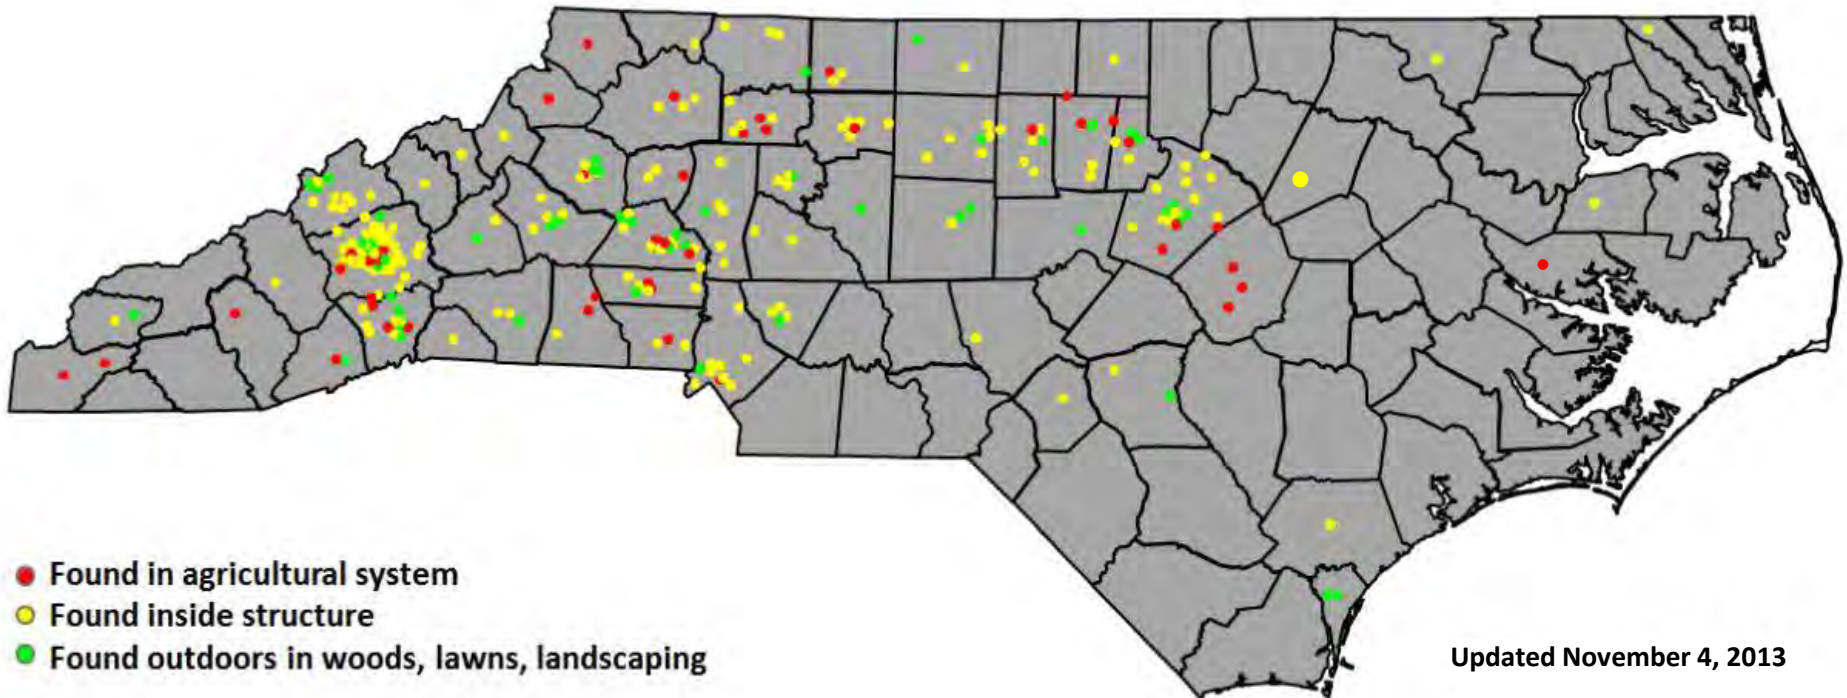 Found in agricultural system
Found inside structure
Found outdoors in woods, lawns, landscaping
Updated November 4, 2013